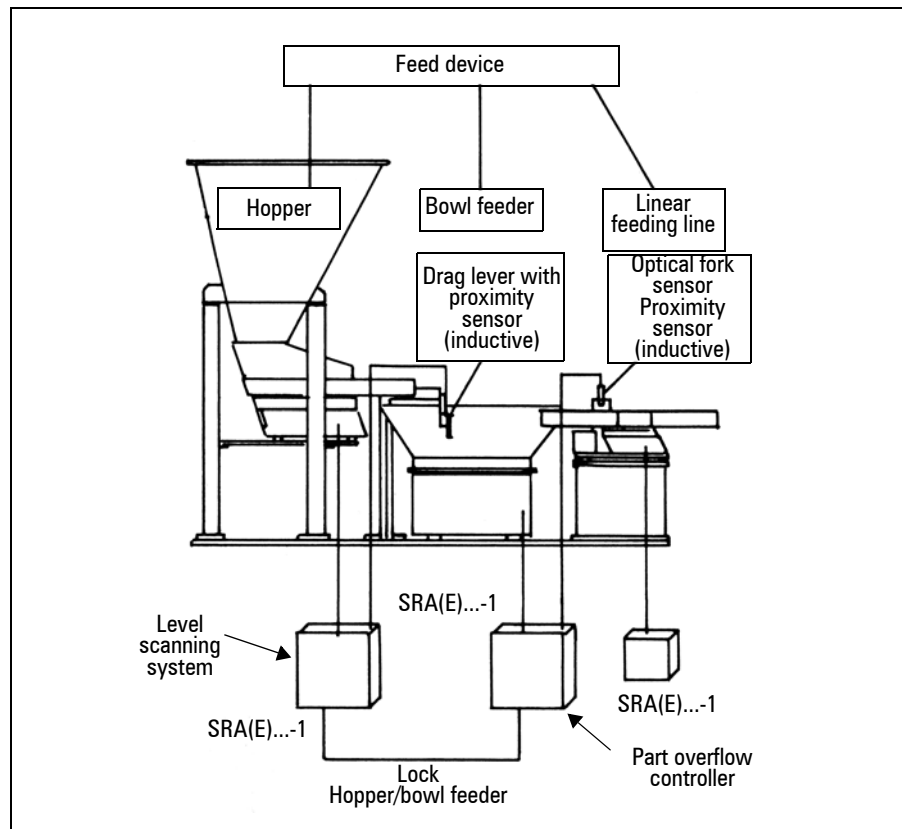 Feed device
Hopper
Bowl feeder
Linear
feeding line
Drag lever with
proximity
sensor
(inductive)
Optical fork
sensor
Proximity
sensor
(inductive)
SRA(E)...-1
Level
scanning
system
SRA(E)...-1
SRA(E)...-1
Lock
Hopper/bowl feeder
Part overflow
controller